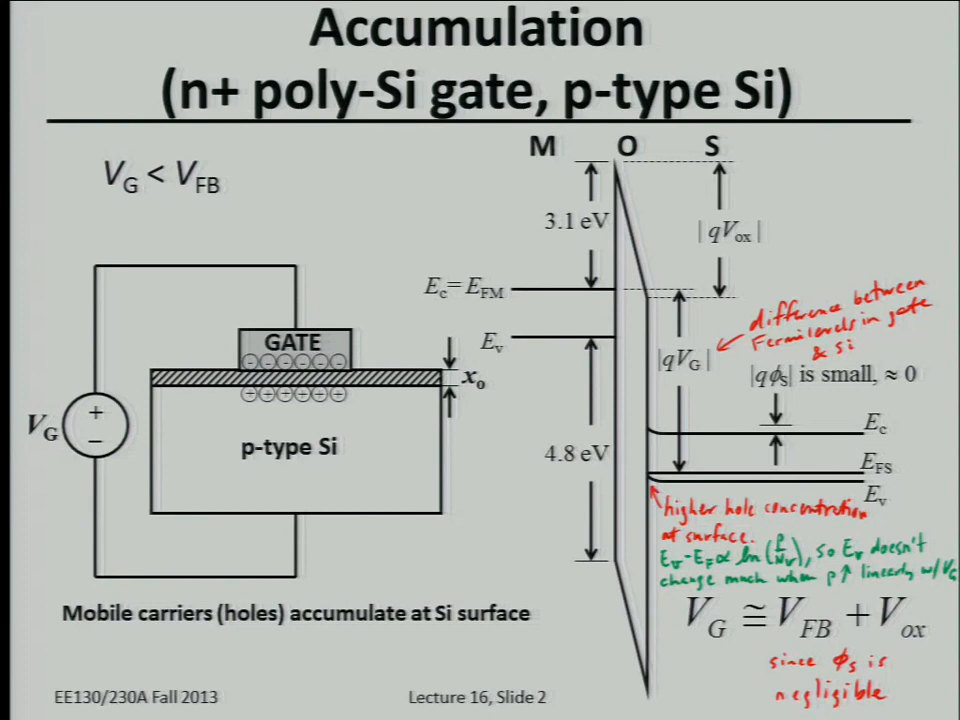 Accumulation
(n+ poly-Si gate, p-type Si)
M O S
V_G < V_FB
3.1 eV
| qV_ox |
E_c= E_FM
difference between
Fermi levels in gate
& Si
GATE
E_v
|qV_G|
x_o
|qϕ_S| is small, ≈ 0
V_G
+
−
E_c
p-type Si
4.8 eV
E_FS
E_v
higher hole concentration
at surface.
E_v-E_F∝ ln(p/N_v), so E_v doesn't
change much when p↑ linearly w/V_G
Mobile carriers (holes) accumulate at Si surface
V_G ≅ V_FB + V_ox
since ϕ_s is
negligible
EE130/230A Fall 2013
Lecture 16, Slide 2